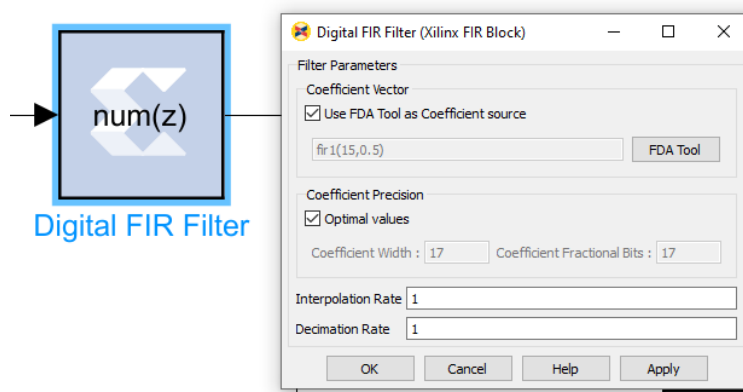 num(z)
Digital FIR Filter
Digital FIR Filter (Xilinx FIR Block)
Filter Parameters
Coefficient Vector
Use FDA Tool as Coefficient source
fir1(15,0.5) FDA Tool
Coefficient Precision
Optimal values
Coefficient Width : 17 Coefficient Fractional Bits : 17
Interpolation Rate 1
Decimation Rate 1
OK Cancel Help Apply